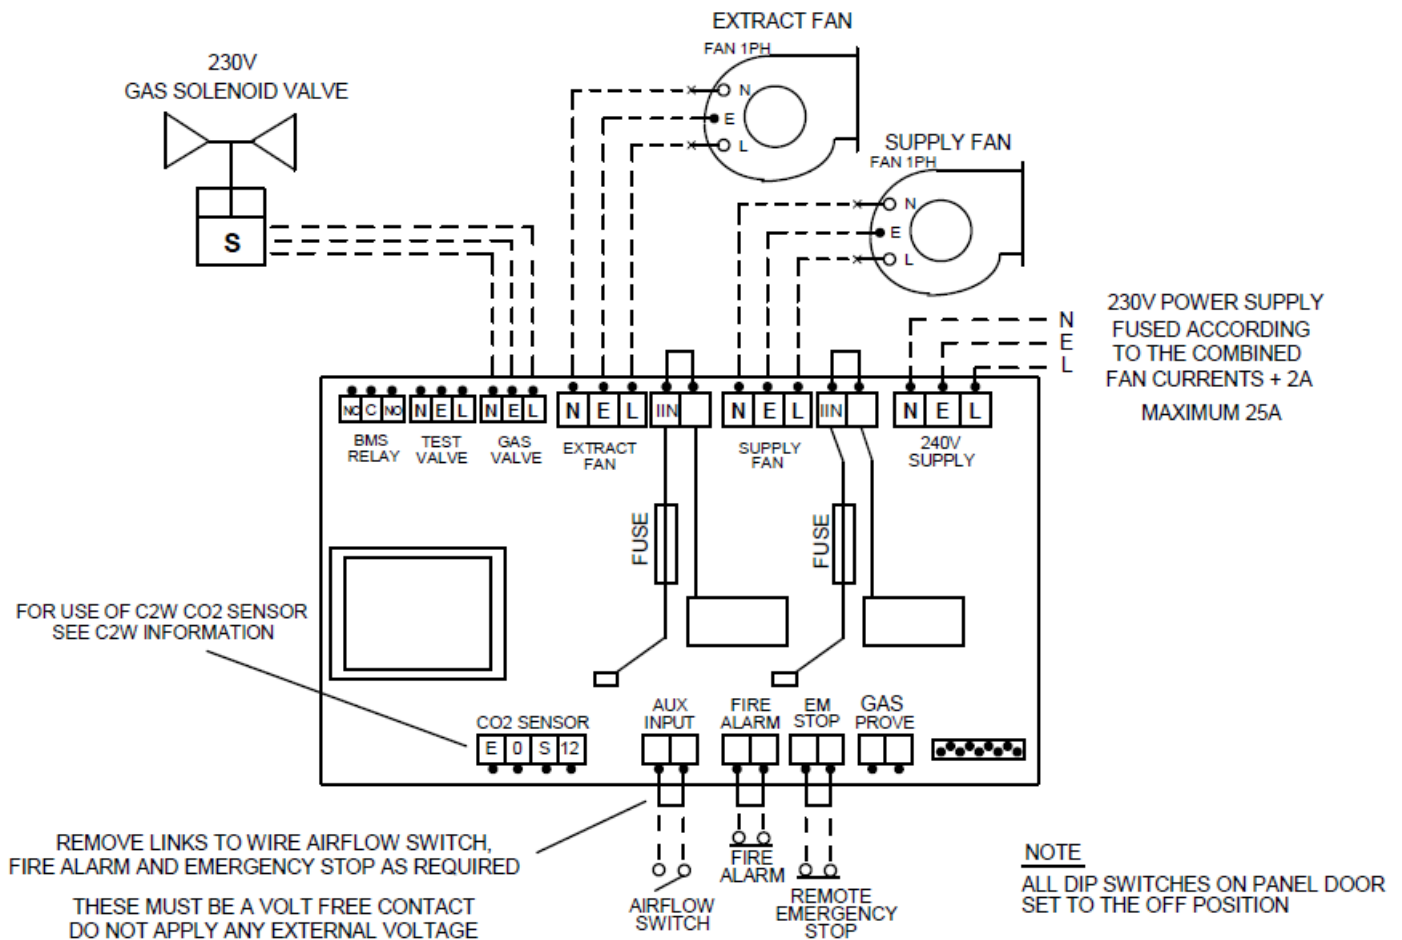 EXTRACT FAN
FAN 1PH
N
E
L
230V
GAS SOLENOID VALVE
S
SUPPLY FAN
FAN 1PH
N
E
L
230V POWER SUPPLY
FUSED ACCORDING
TO THE COMBINED
FAN CURRENTS + 2A
MAXIMUM 25A
N
E
L
NC C NO
BMS
RELAY
N E L
TEST
VALVE
N E L
GAS
VALVE
N E L
EXTRACT
FAN
IIN
N E L
SUPPLY
FAN
IIN
N E L
240V
SUPPLY
FUSE
FUSE
FOR USE OF C2W CO2 SENSOR
SEE C2W INFORMATION
CO2 SENSOR
E 0 S 12
AUX
INPUT
FIRE
ALARM
EM
STOP
GAS
PROVE
REMOVE LINKS TO WIRE AIRFLOW SWITCH,
FIRE ALARM AND EMERGENCY STOP AS REQUIRED
THESE MUST BE A VOLT FREE CONTACT
DO NOT APPLY ANY EXTERNAL VOLTAGE
AIRFLOW
SWITCH
FIRE
ALARM
REMOTE
EMERGENCY
STOP
NOTE
ALL DIP SWITCHES ON PANEL DOOR
SET TO THE OFF POSITION